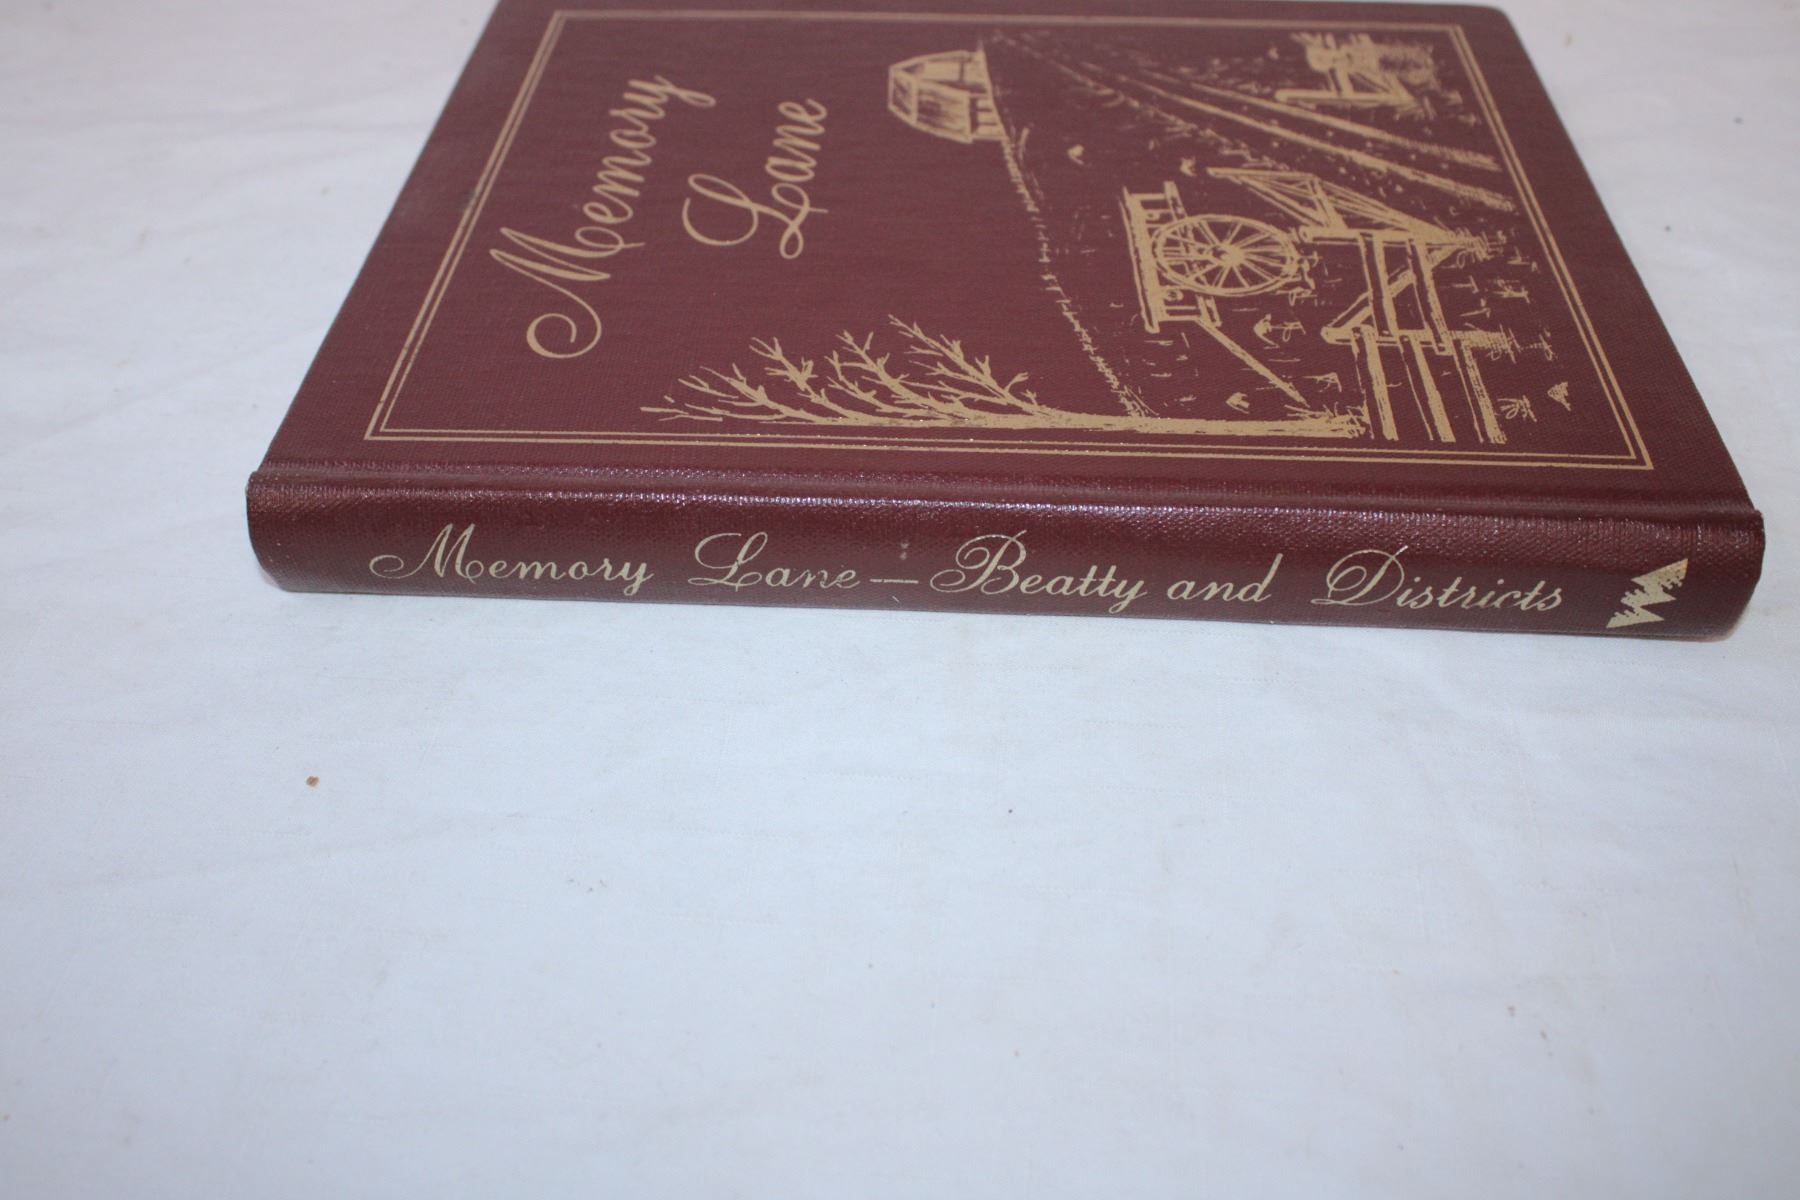 Memory
Lane
Memory Lane — Beatty and Districts